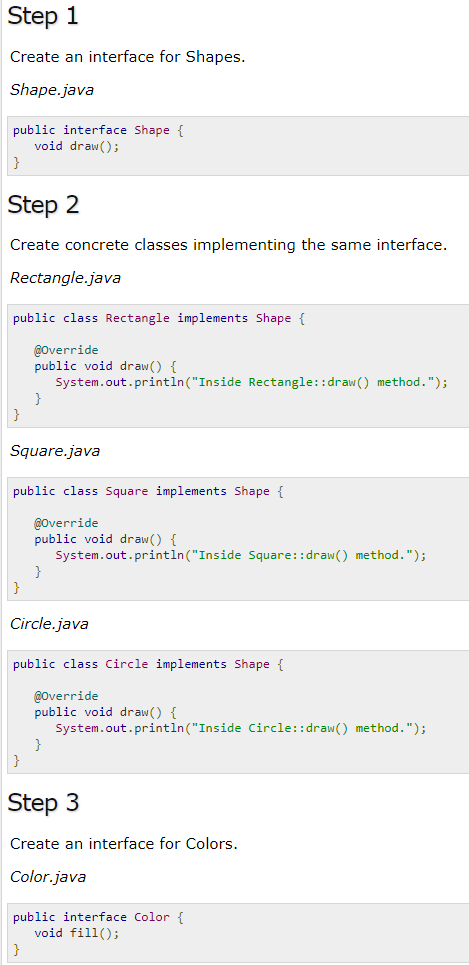 Step 1
Create an interface for Shapes.
Shape.java
public interface Shape {
   void draw();
}
Step 2
Create concrete classes implementing the same interface.
Rectangle.java
public class Rectangle implements Shape {
   @Override
   public void draw() {
      System.out.println("Inside Rectangle::draw() method.");
   }
}
Square.java
public class Square implements Shape {
   @Override
   public void draw() {
      System.out.println("Inside Square::draw() method.");
   }
}
Circle.java
public class Circle implements Shape {
   @Override
   public void draw() {
      System.out.println("Inside Circle::draw() method.");
   }
}
Step 3
Create an interface for Colors.
Color.java
public interface Color {
   void fill();
}